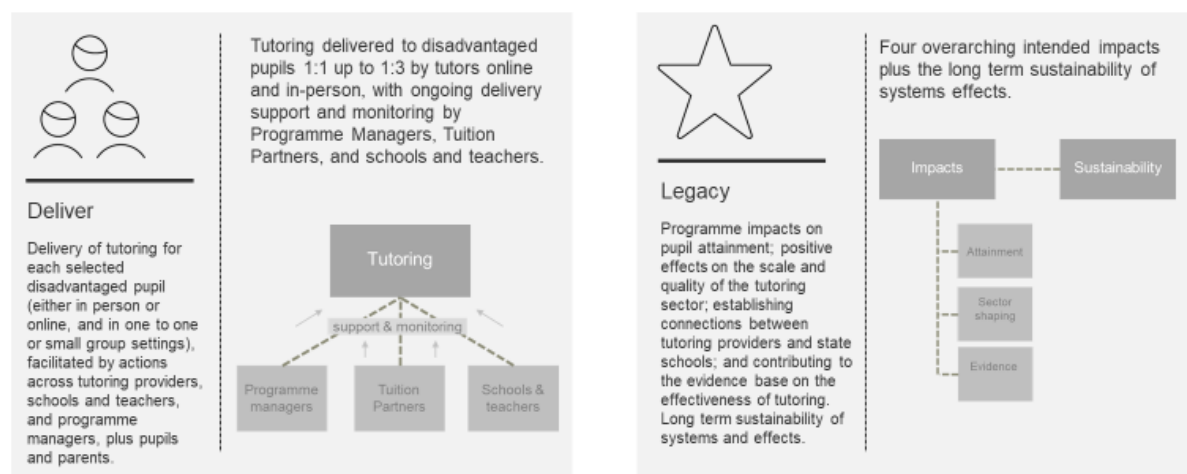 Tutoring delivered to disadvantaged
pupils 1:1 up to 1:3 by tutors online
and in-person, with ongoing delivery
support and monitoring by
Programme Managers, Tuition
Partners, and schools and teachers.
Deliver
Delivery of tutoring for
each selected
disadvantaged pupil
(either in person or
online, and in one to one
or small group settings),
facilitated by actions
across tutoring providers,
schools and teachers,
and programme
managers, plus pupils
and parents.
Tutoring
support & monitoring
Programme
managers
Tuition
Partners
Schools &
teachers
Four overarching intended impacts
plus the long term sustainability of
systems effects.
Legacy
Programme impacts on
pupil attainment; positive
effects on the scale and
quality of the tutoring
sector; establishing
connections between
tutoring providers and state
schools; and contributing to
the evidence base on the
effectiveness of tutoring.
Long term sustainability of
systems and effects.
Impacts
Sustainability
Attainment
Sector
shaping
Evidence